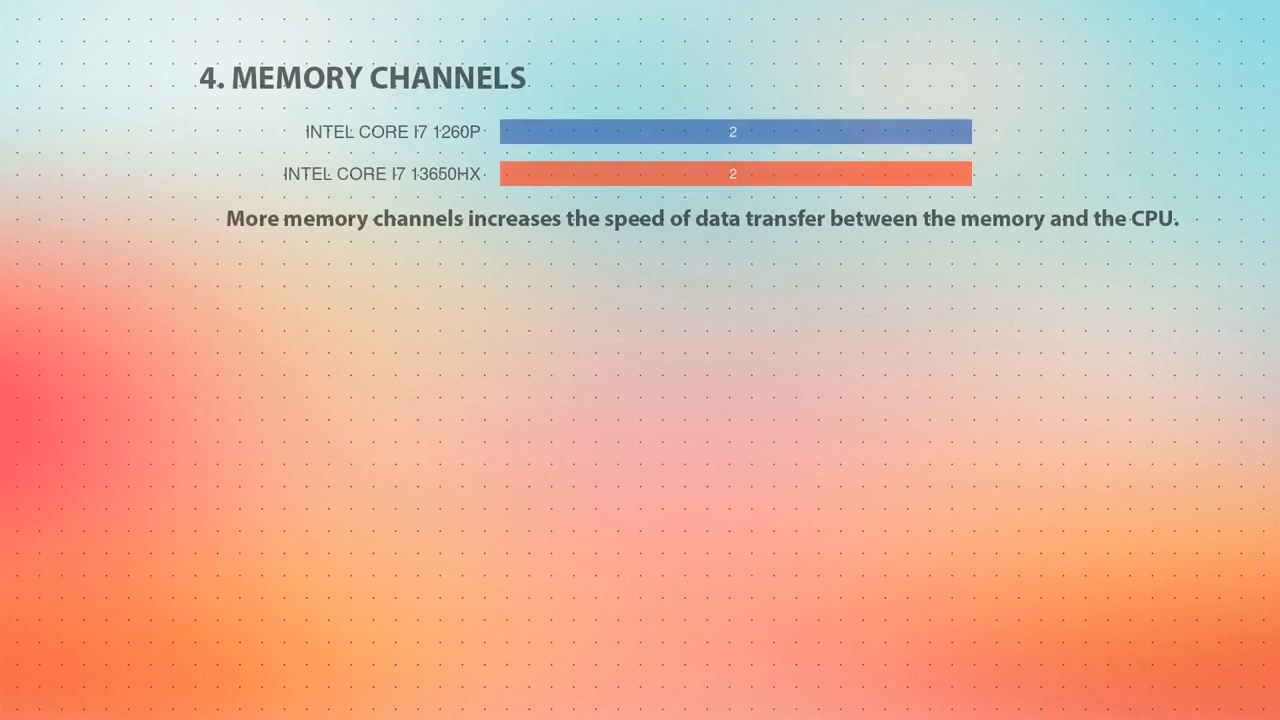 4. MEMORY CHANNELS
INTEL CORE I7 1260P
2
INTEL CORE I7 13650HX
2
More memory channels increases the speed of data transfer between the memory and the CPU.